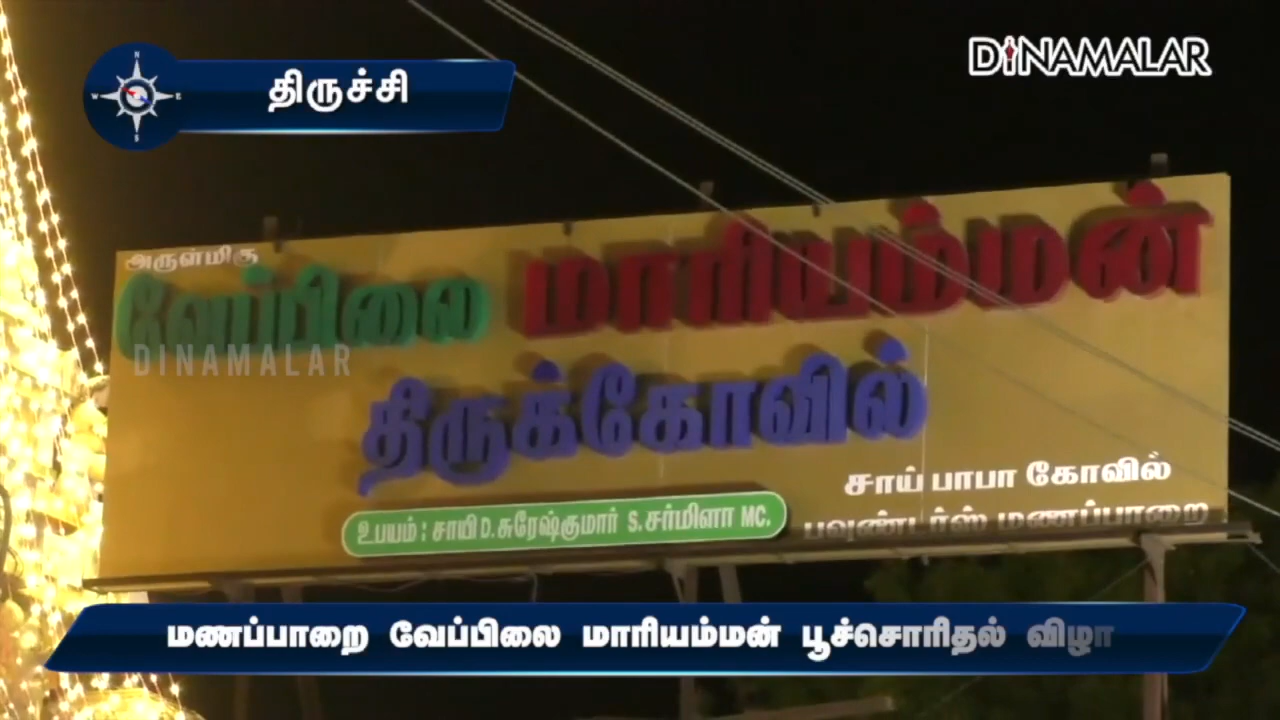 DINAMALAR
திருச்சி
அருள்மிகு
வேப்பிலை மாரியம்மன்
DINAMALAR
திருக்கோவில்
சாய் பாபா கோவில்
உபயம் : சாயி D. சுரேஷ்குமார் S. சர்மிளா MC.
பவுண்டர்ஸ் மணப்பாறை
மணப்பாறை வேப்பிலை மாரியம்மன் பூச்சொரிதல் விழா